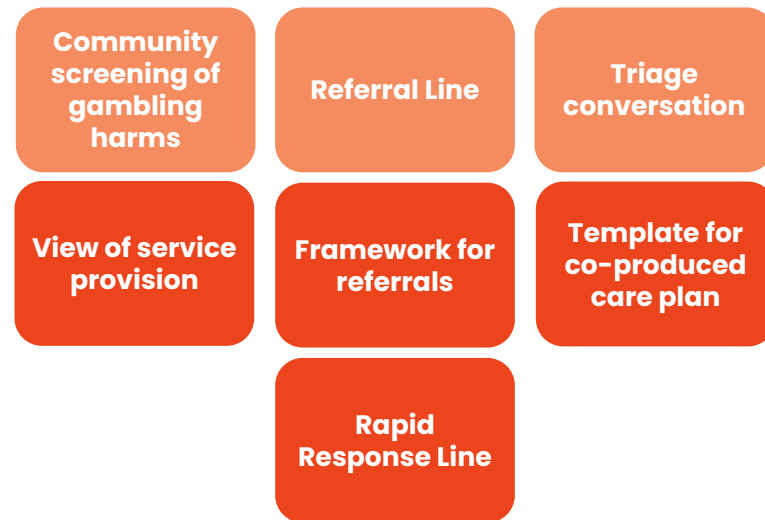 Community
screening of
gambling
harms
Referral Line
Triage
conversation
View of service
provision
Framework for
referrals
Template for
co-produced
care plan
Rapid
Response Line